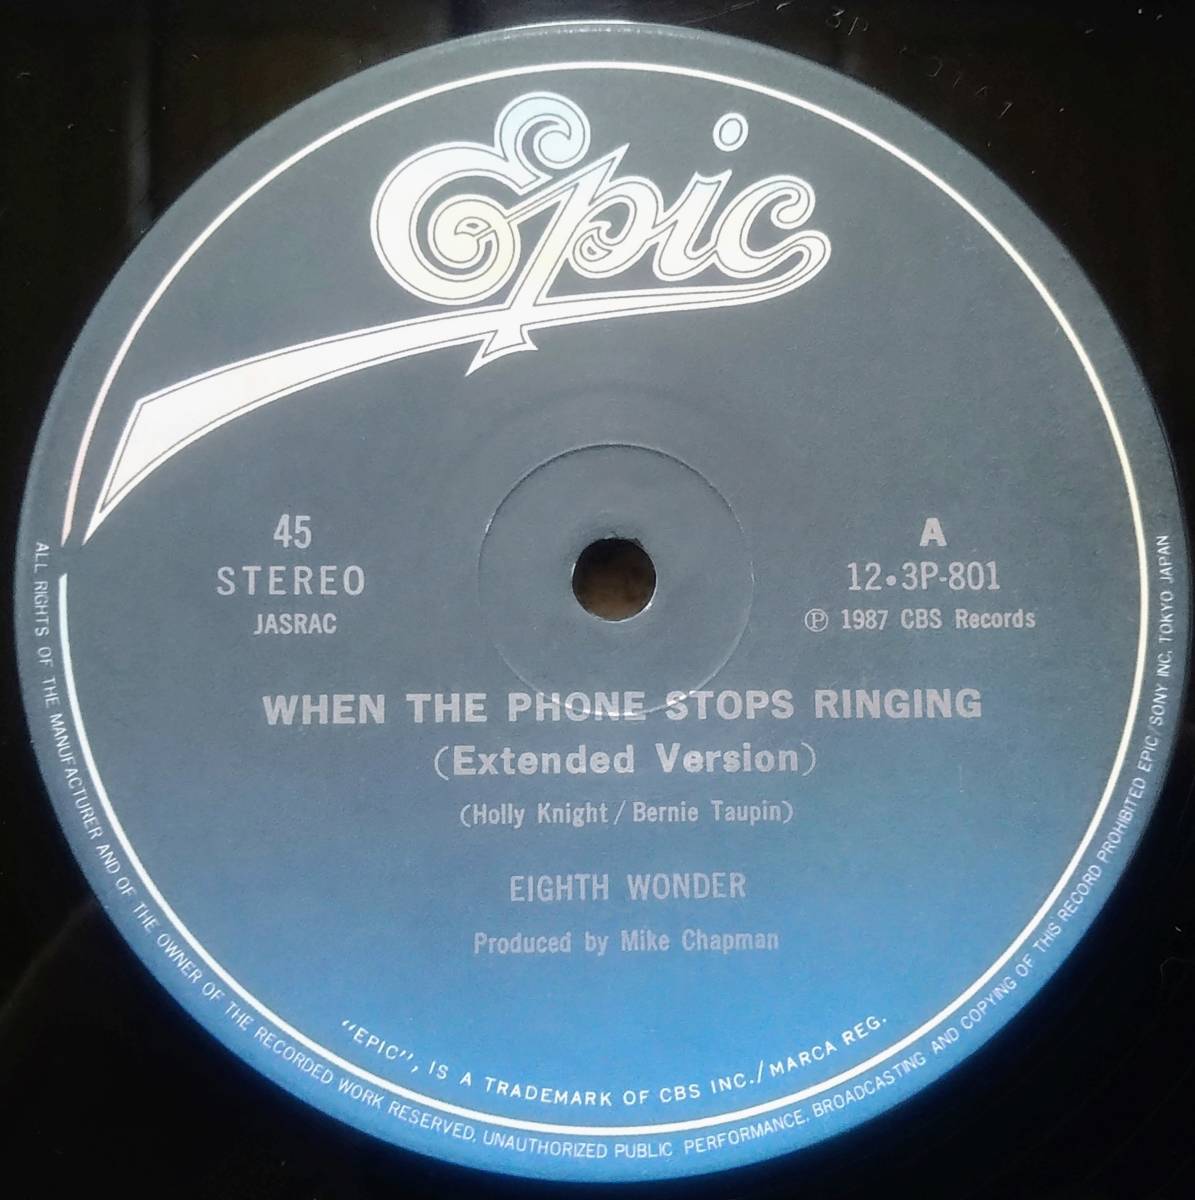 Epic
45
STEREO
JASRAC
A
12•3P-801
Ⓟ 1987 CBS Records
WHEN THE PHONE STOPS RINGING
(Extended Version)
(Holly Knight/Bernie Taupin)
EIGHTH WONDER
Produced by Mike Chapman
"EPIC", IS A TRADEMARK OF CBS INC./MARCA REG.
ALL RIGHTS OF THE MANUFACTURER AND OF THE OWNER OF THE RECORDED WORK RESERVED. UNAUTHORIZED PUBLIC PERFORMANCE, BROADCASTING AND COPYING OF THIS RECORD PROHIBITED EPIC/SONY INC, TOKYO JAPAN
3P